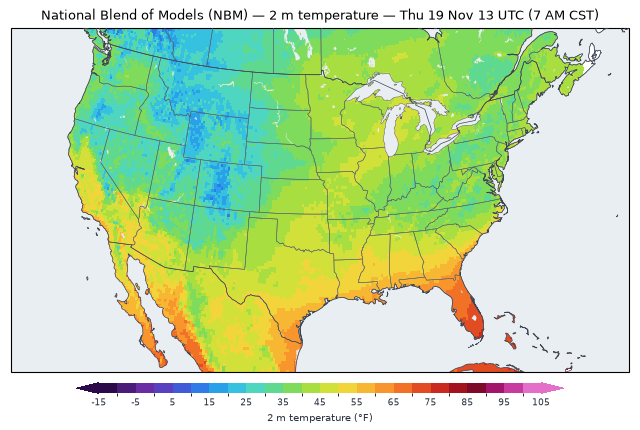 National Blend of Models (NBM) — 2 m temperature — Thu 19 Nov 13 UTC (7 AM CST)
-15 -5 5 15 25 35 45 55 65 75 85 95 105
2 m temperature (°F)